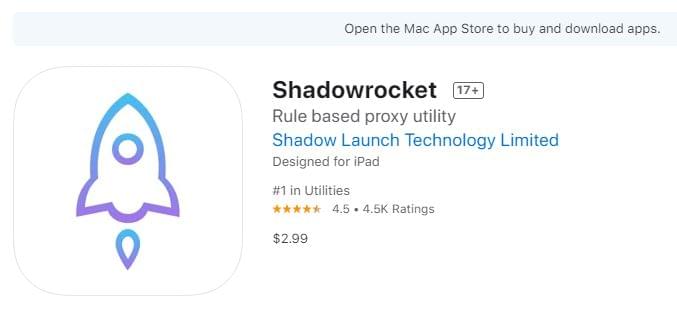 Open the Mac App Store to buy and download apps.
Shadowrocket 17+
Rule based proxy utility
Shadow Launch Technology Limited
Designed for iPad
#1 in Utilities
★★★★★ 4.5 • 4.5K Ratings
$2.99